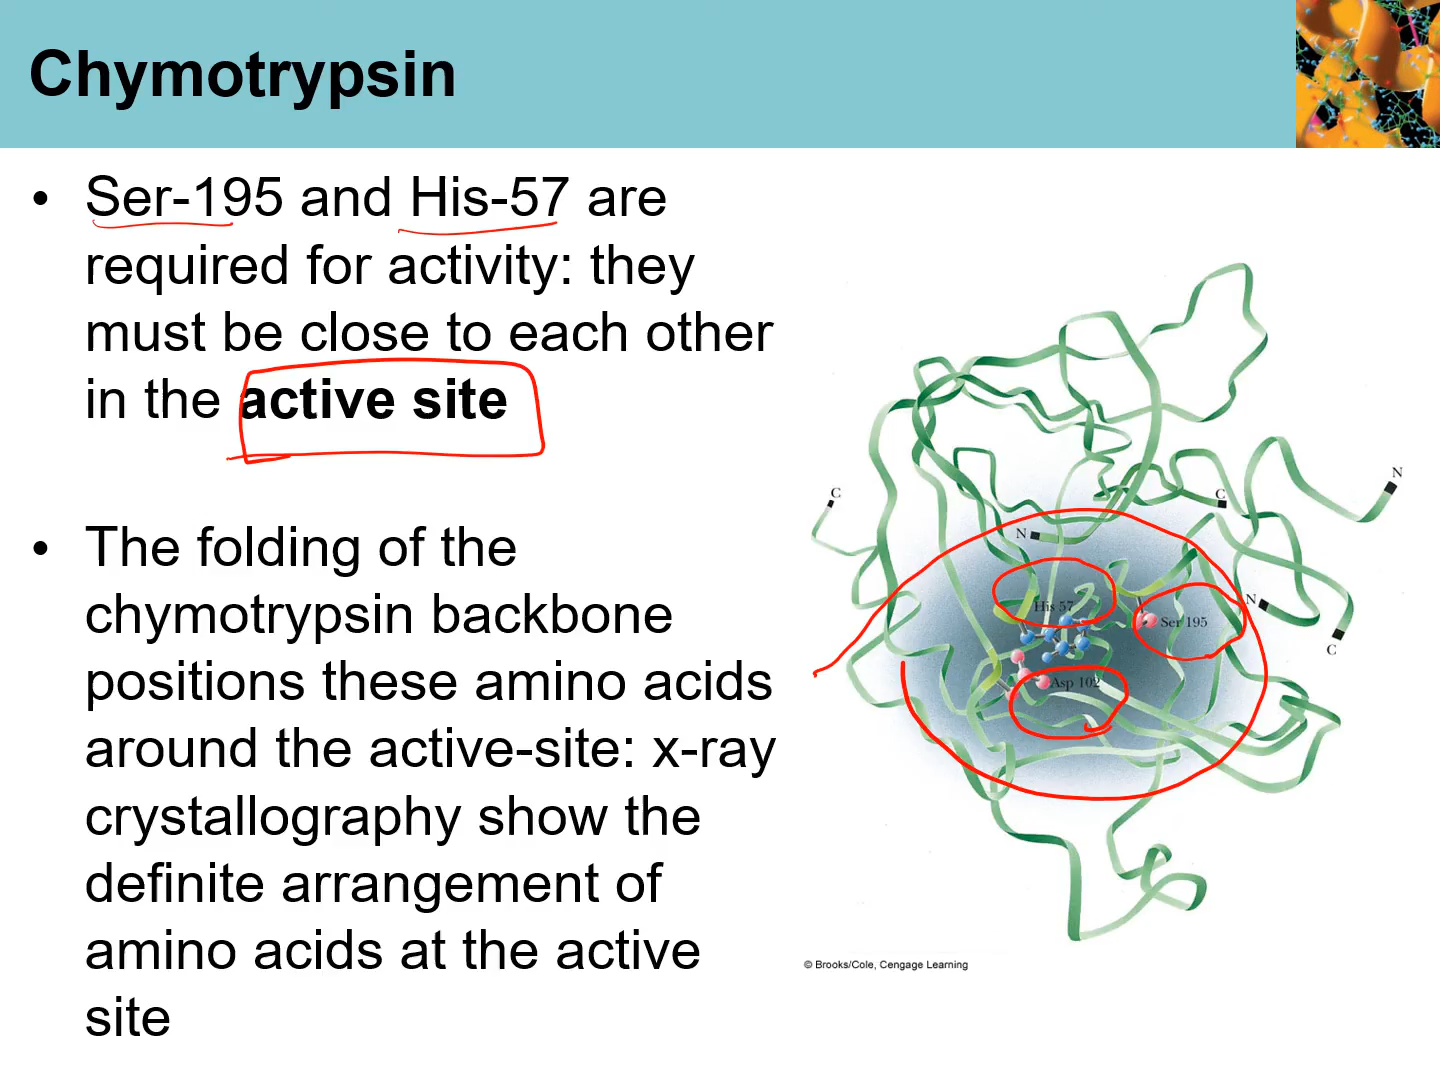 Chymotrypsin
• Ser-195 and His-57 are
required for activity: they
must be close to each other
in the active site
• The folding of the
chymotrypsin backbone
positions these amino acids
around the active-site: x-ray
crystallography show the
definite arrangement of
amino acids at the active
site
N
C
C
N
His 57
N
Ser 195
C
Asp 102
© Brooks/Cole, Cengage Learning